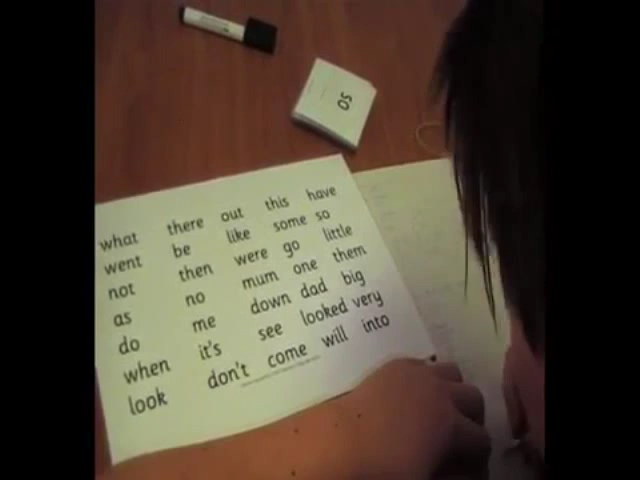 so
what there out this have
went be like some so
not then were go little
as no mum one them
do me down dad big
when it's see looked very
look don't come will into